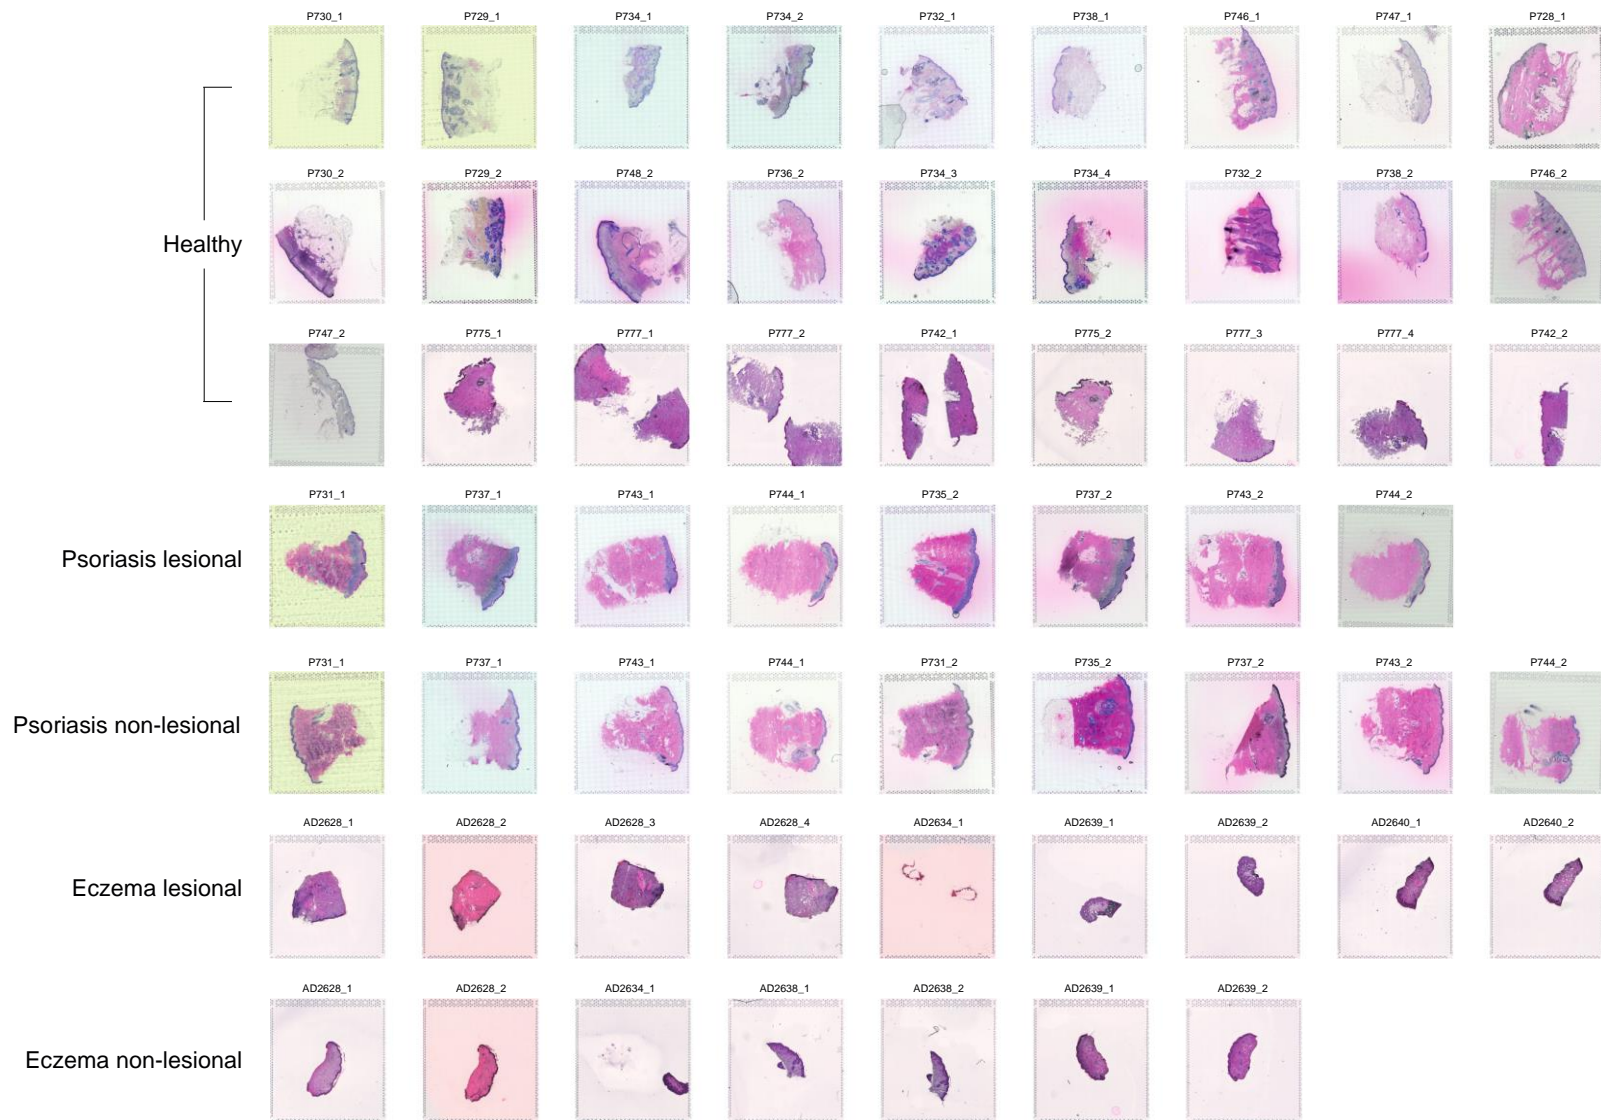 P730_1 P729_1 P734_1 P734_2 P732_1 P738_1 P746_1 P747_1 P728_1
P730_2 P729_2 P748_2 P736_2 P734_3 P734_4 P732_2 P738_2 P746_2
Healthy
P747_2 P775_1 P777_1 P777_2 P742_1 P775_2 P777_3 P777_4 P742_2
P731_1 P737_1 P743_1 P744_1 P735_2 P737_2 P743_2 P744_2
Psoriasis lesional
P731_1 P737_1 P743_1 P744_1 P731_2 P735_2 P737_2 P743_2 P744_2
Psoriasis non-lesional
AD2628_1 AD2628_2 AD2628_3 AD2628_4 AD2634_1 AD2639_1 AD2639_2 AD2640_1 AD2640_2
Eczema lesional
AD2628_1 AD2628_2 AD2634_1 AD2638_1 AD2638_2 AD2639_1 AD2639_2
Eczema non-lesional